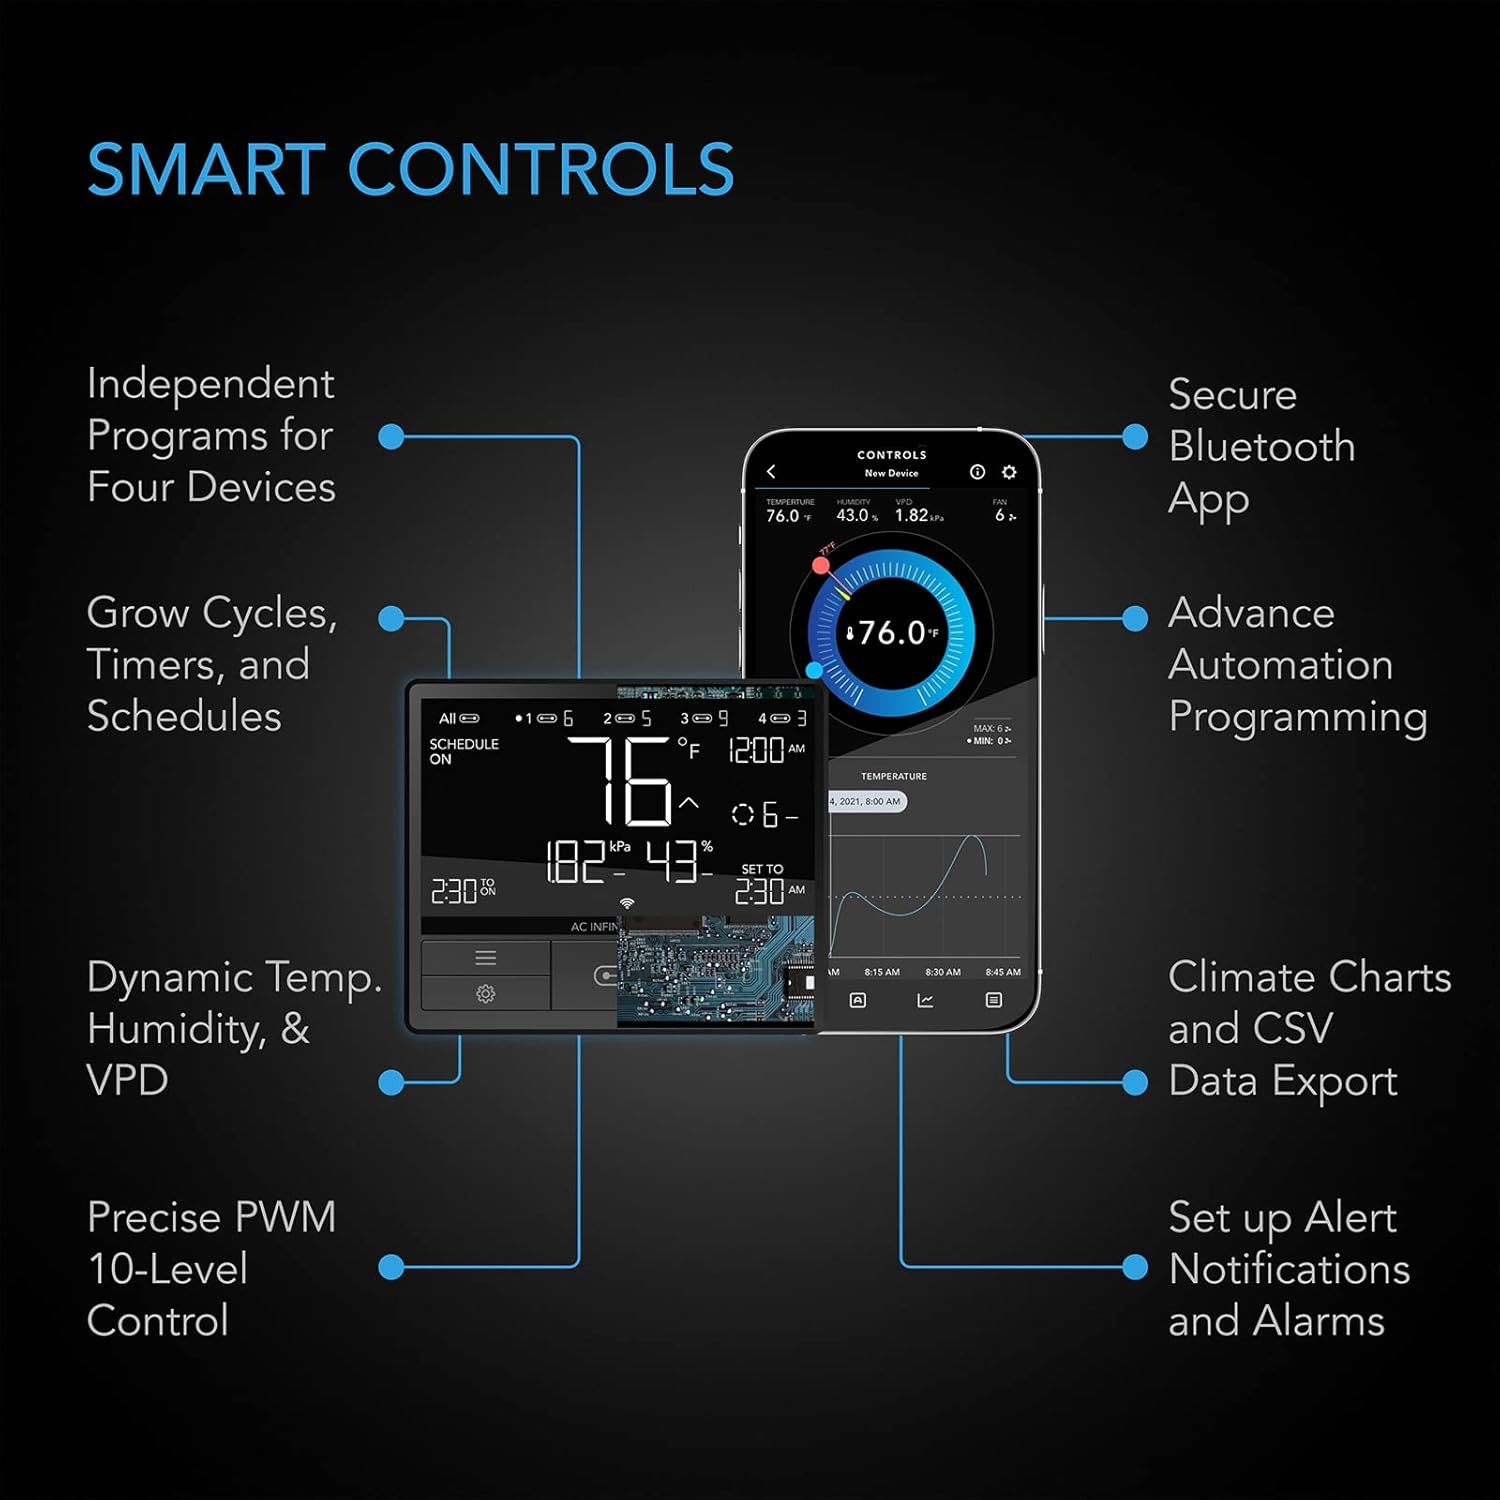 SMART CONTROLS
Independent
Programs for
Four Devices
Grow Cycles,
Timers, and
Schedules
Dynamic Temp.
Humidity, &
VPD
Precise PWM
10-Level
Control
All 1 6 2 5 3 9 4 3
SCHEDULE
ON
76 °F
12:00 AM
6
1.82 kPa 43 %
2:30 TO ON
SET TO
2:30 AM
AC INFIN
CONTROLS
New Device
TEMPERTURE HUMIDITY VPD FAN
76.0 °F 43.0 % 1.82 kPa 6
77°F
76.0 °F
MAX: 6
MIN: 0
TEMPERATURE
4, 2021, 8:00 AM
AM 8:15 AM 8:30 AM 8:45 AM
Secure
Bluetooth
App
Advance
Automation
Programming
Climate Charts
and CSV
Data Export
Set up Alert
Notifications
and Alarms